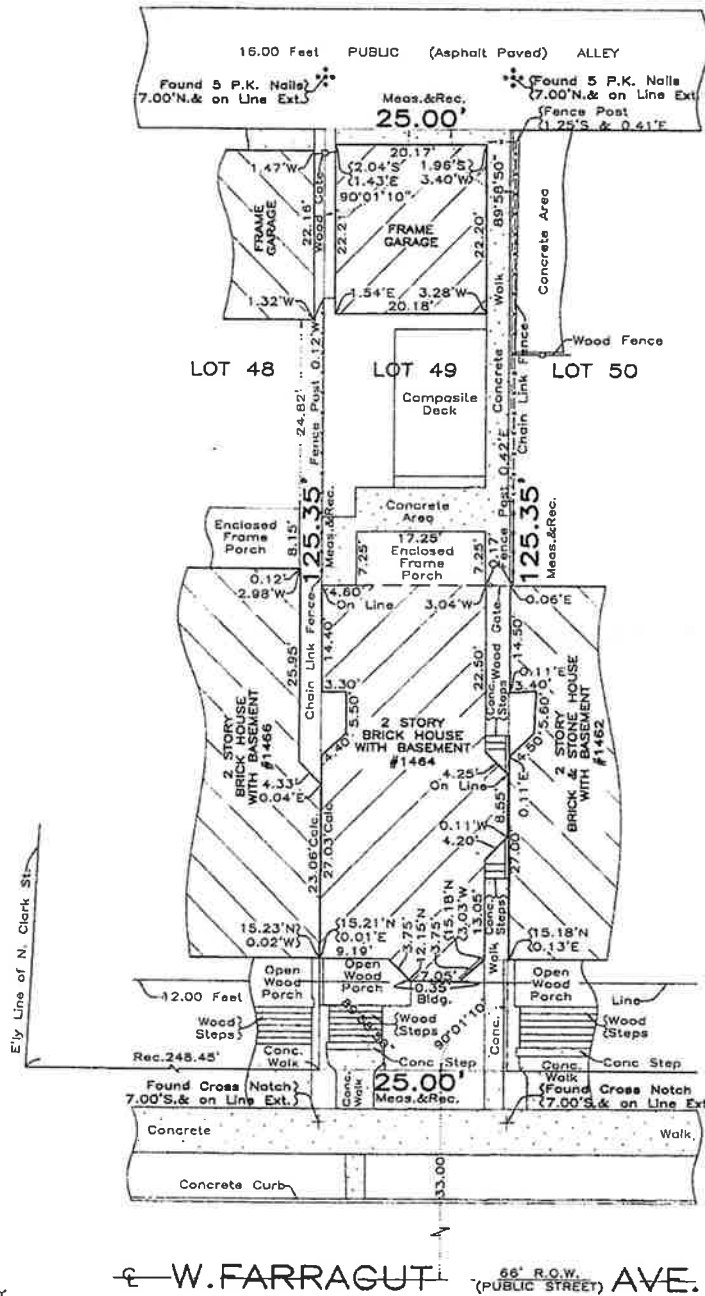 16.00 Feet PUBLIC (Asphalt Paved) ALLEY
Found 5 P.K. Nails
7.00'N.& on Line Ext.
Found 5 P.K. Nails
7.00'N.& on Line Ext.
Meas.&Rec.
25.00'
Fence Post
1.25'S & 0.41'E
20.17'
1.47'W
2.04'S
1.43'E
1.96'S
3.40'W
90°01'10"
89°58'50"
22.16'
Wood Gate
22.21'
22.20'
FRAME
GARAGE
FRAME
GARAGE
Concrete Walk
Concrete Area
1.32'W
1.54'E
3.28'W
20.18'
Wood Fence
LOT 48
LOT 49
LOT 50
24.82'
Fence Post 0.12'W
Composite
Deck
Fence Post 0.42'E
Chain Link Fence
125.35'
Meas.&Rec.
125.35'
Meas.&Rec.
Concrete
Area
Enclosed
Frame
Porch
8.15'
17.25'
Enclosed
Frame
Porch
7.25'
7.25'
0.17'
0.12'
2.98'W
4.60'
On Line
3.04'W
0.06'E
25.95'
Chain Link Fence
14.40'
22.50'
Wood Gate
Conc.
Steps
14.50'
3.30'
5.50'
4.40'
0.11'E
3.40'
5.60'
4.50'
0.11'E
2 STORY
BRICK HOUSE
WITH BASEMENT
#1466
2 STORY
BRICK HOUSE
WITH BASEMENT
#1464
2 STORY
BRICK & STONE HOUSE
WITH BASEMENT
#1462
4.33'
0.04'E
4.25'
On Line
8.55'
0.11'W
4.20'
23.06'Calc.
27.03'Calc.
27.00'
E'ly Line of N. Clark St.
15.23'N
0.02'W
15.21'N
0.01'E
9.19'
3.75'
12.15'N
3.75'
15.18'N
3.03'W
13.05'
Conc.
Steps
15.18'N
0.13'E
Open
Wood
Porch
Open
Wood
Porch
7.05'
0.35'
Bldg.
Open
Wood
Porch
12.00 Feet
Line
Wood
Steps
Wood
Steps
Wood
Steps
90°01'10"
Conc. Walk
Rec.248.45'
Conc.
Walk
Conc Step
Conc Step
Conc.
Walk
Found Cross Notch
7.00'S.& on Line Ext.
Conc.
Walk
25.00'
Meas.&Rec.
Found Cross Notch
7.00'S.& on Line Ext.
Concrete
Walk
Concrete Curb
33.00
W.FARRAGUT AVE.
66' R.O.W.
(PUBLIC STREET)